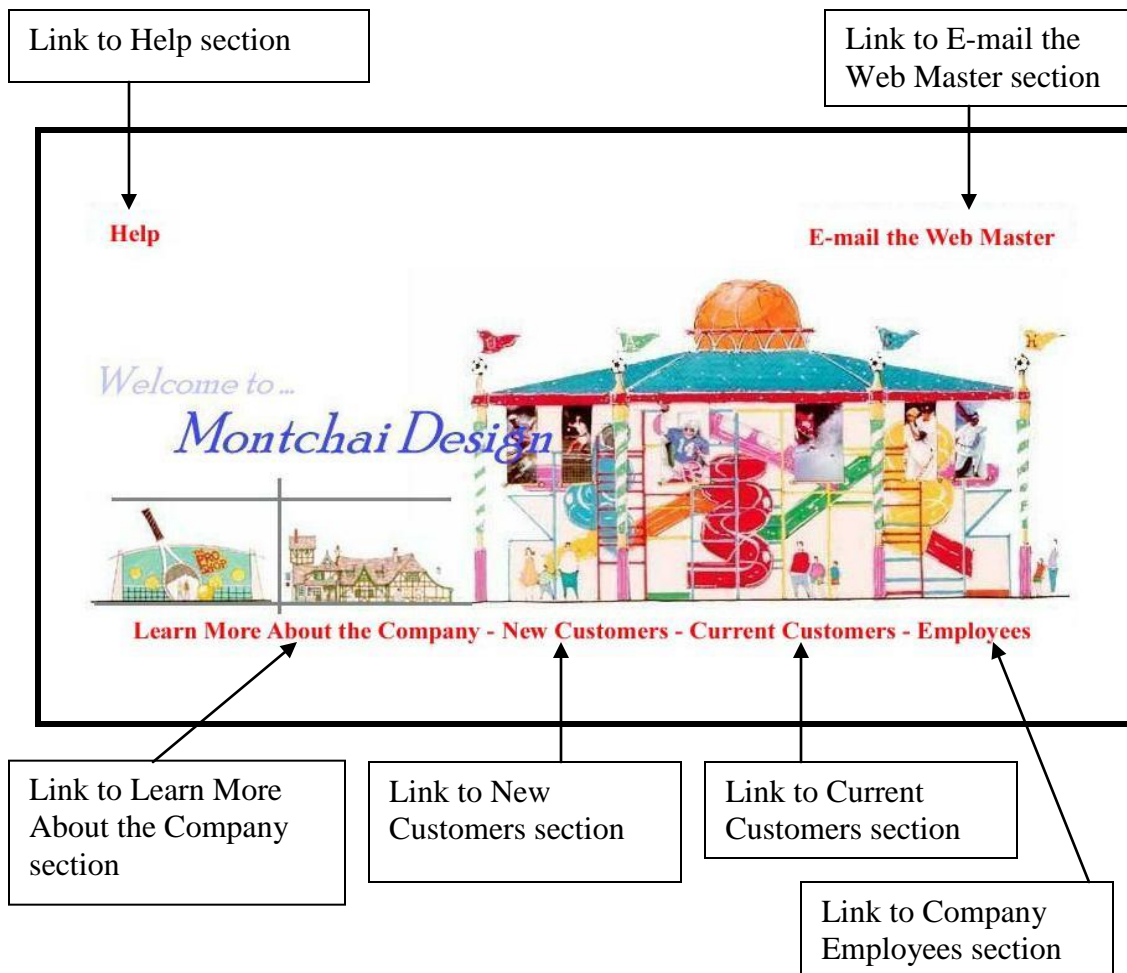 Link to Help section
Link to E-mail the
Web Master section
Help
E-mail the Web Master
Welcome to ...
Montchai Design
PRO
SHOP
Learn More About the Company - New Customers - Current Customers - Employees
Link to Learn More
About the Company
section
Link to New
Customers section
Link to Current
Customers section
Link to Company
Employees section